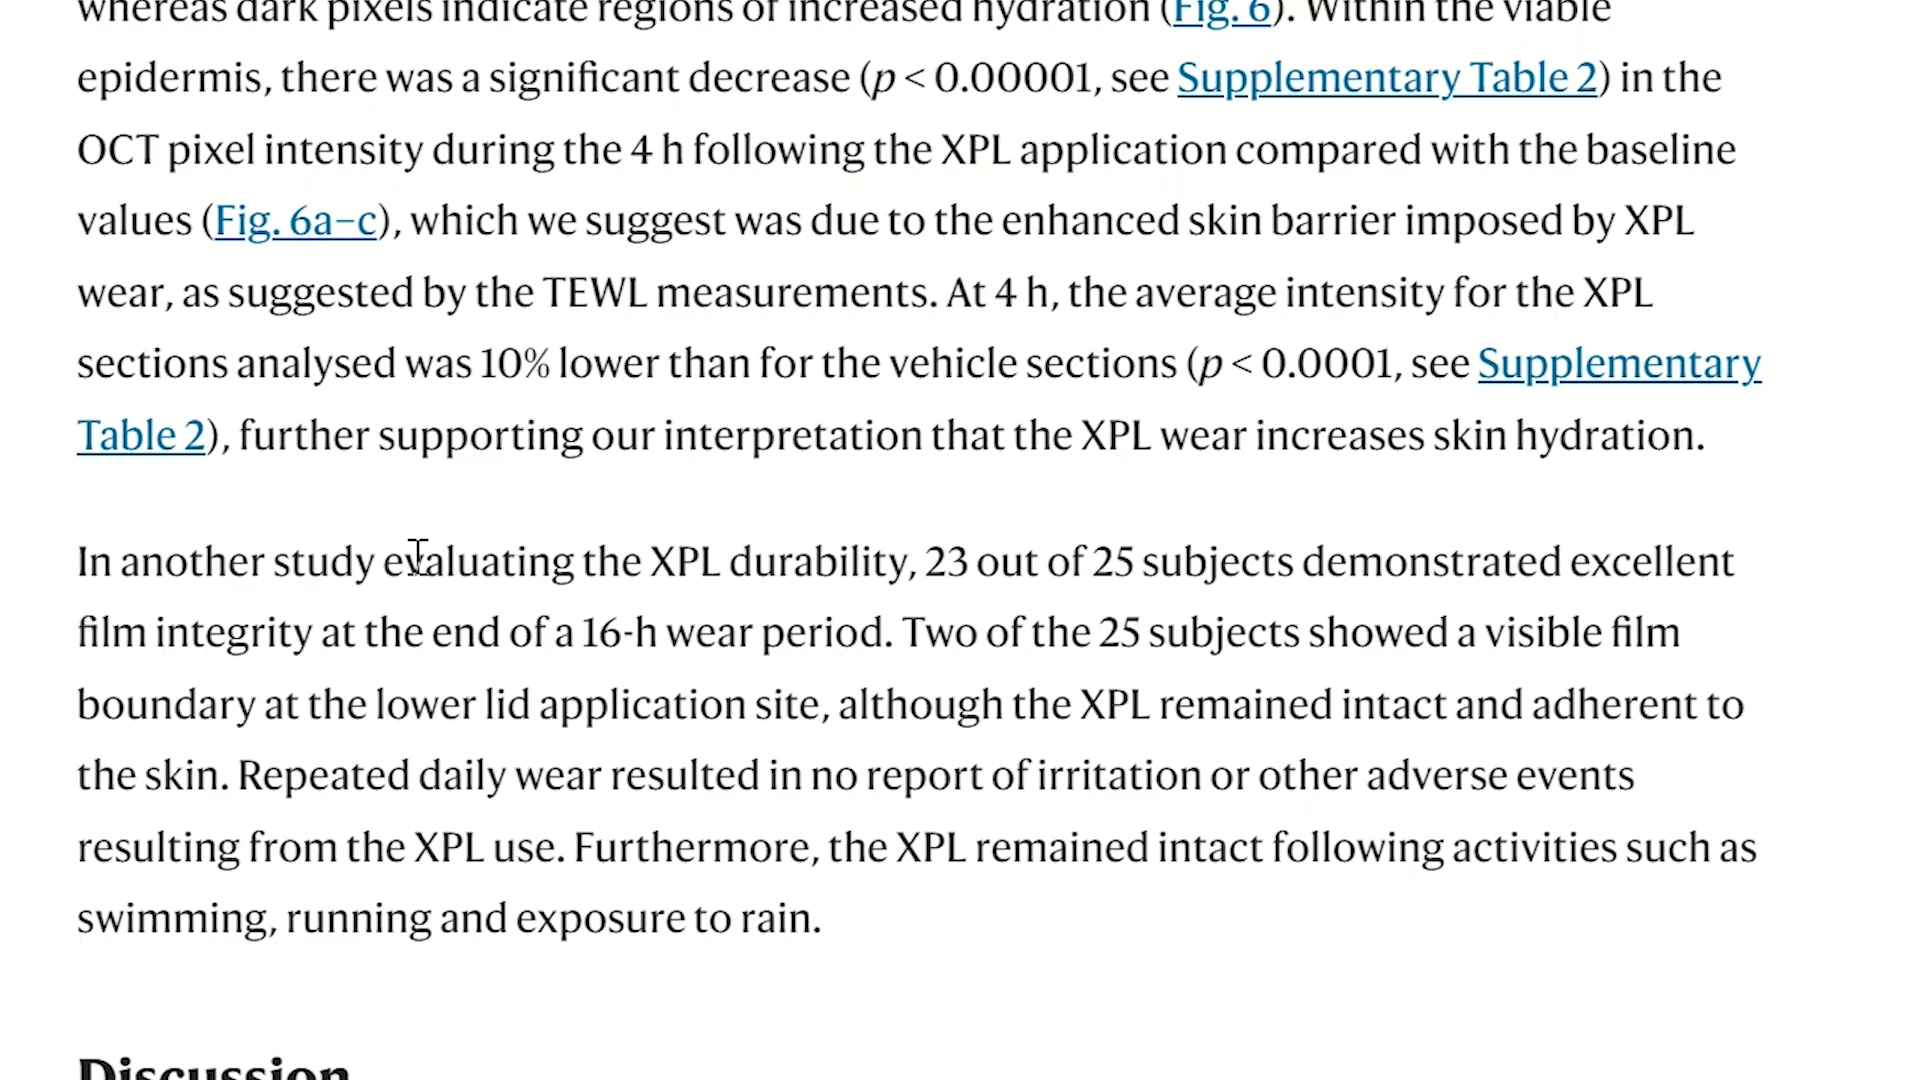 whereas dark pixels indicate regions of increased hydration (Fig. 6). Within the viable
epidermis, there was a significant decrease (p < 0.00001, see Supplementary Table 2) in the
OCT pixel intensity during the 4 h following the XPL application compared with the baseline
values (Fig. 6a–c), which we suggest was due to the enhanced skin barrier imposed by XPL
wear, as suggested by the TEWL measurements. At 4 h, the average intensity for the XPL
sections analysed was 10% lower than for the vehicle sections (p < 0.0001, see Supplementary
Table 2), further supporting our interpretation that the XPL wear increases skin hydration.
In another study evaluating the XPL durability, 23 out of 25 subjects demonstrated excellent
film integrity at the end of a 16-h wear period. Two of the 25 subjects showed a visible film
boundary at the lower lid application site, although the XPL remained intact and adherent to
the skin. Repeated daily wear resulted in no report of irritation or other adverse events
resulting from the XPL use. Furthermore, the XPL remained intact following activities such as
swimming, running and exposure to rain.
Discussion